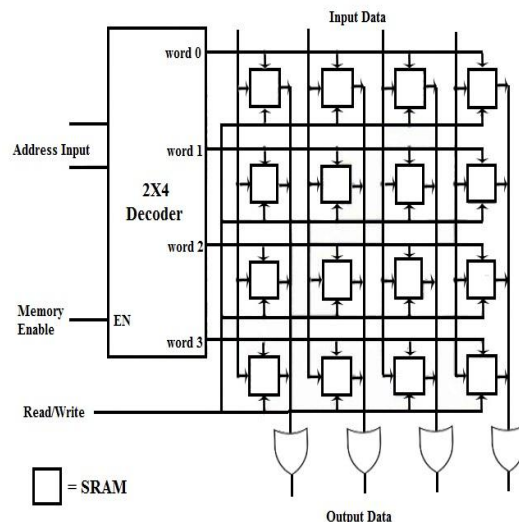 Input Data
word 0
Address Input
word 1
2X4
Decoder
word 2
Memory
Enable
EN
word 3
Read/Write
= SRAM
Output Data